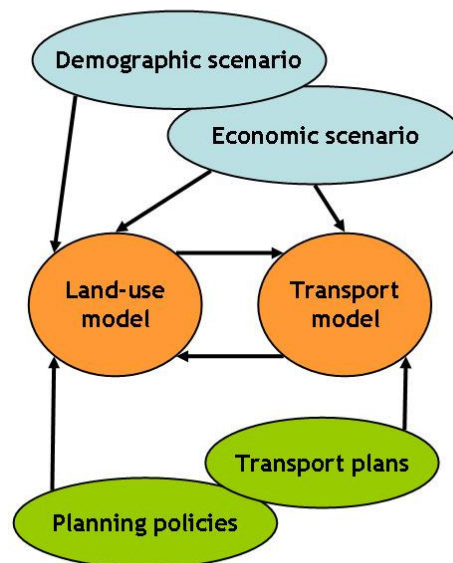 Demographic scenario
Economic scenario
Land-use
model
Transport
model
Transport plans
Planning policies